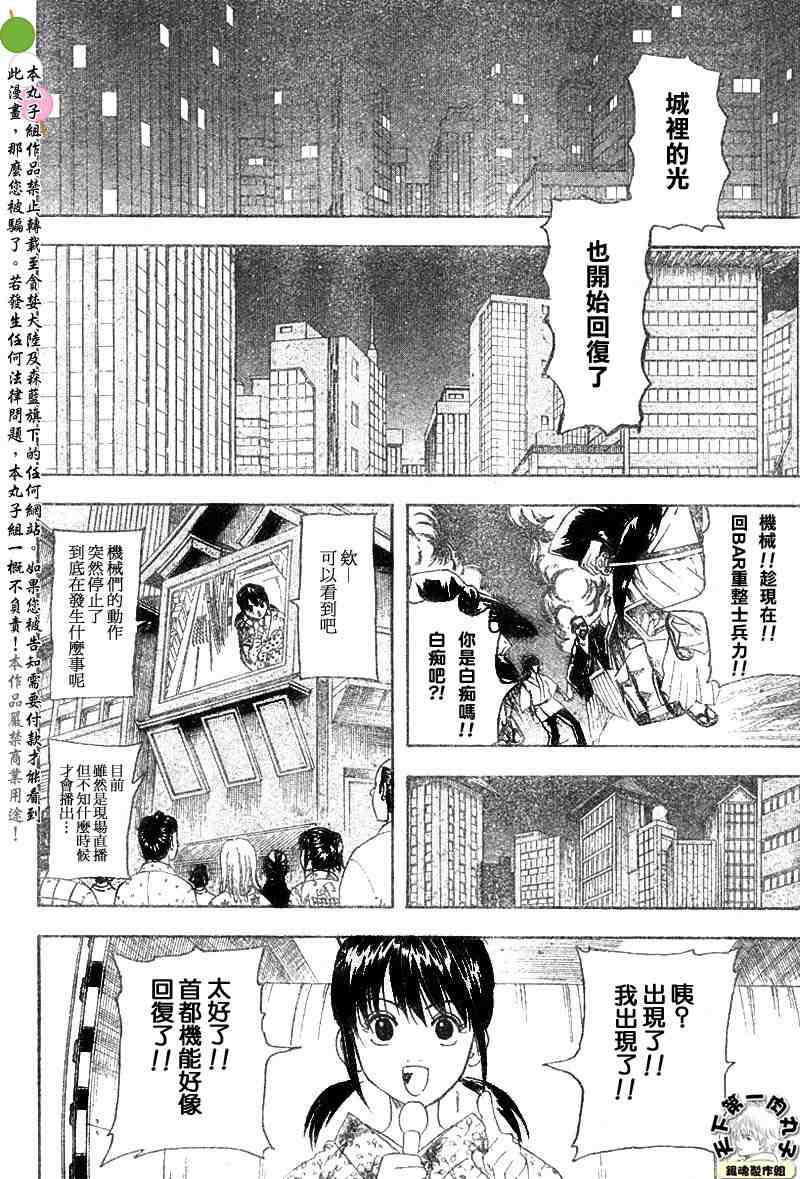 城裡的光
也開始回復了
機械!!趁現在!!
回BAR重整士兵力!!
你是白痴嗎!!
白痴吧?!
欸—
可以看到吧
機械們的動作
突然停止了
到底在發生什麼事呢
目前
雖然是現場直播
但不知什麼時候
才會播出…
咦?
出現了!!
我出現了!!
太好了!!
首都機能好像
回復了!!
本丸子組作品禁止轉載至貪婪大陸及森藍旗下的任何網站。如果您被告知需要付款才能看到
此漫畫，那麼您被騙了。若發生任何法律問題，本丸子組一概不負責！本作品嚴禁商業用途！
天下第一肉丸子
銀魂製作組